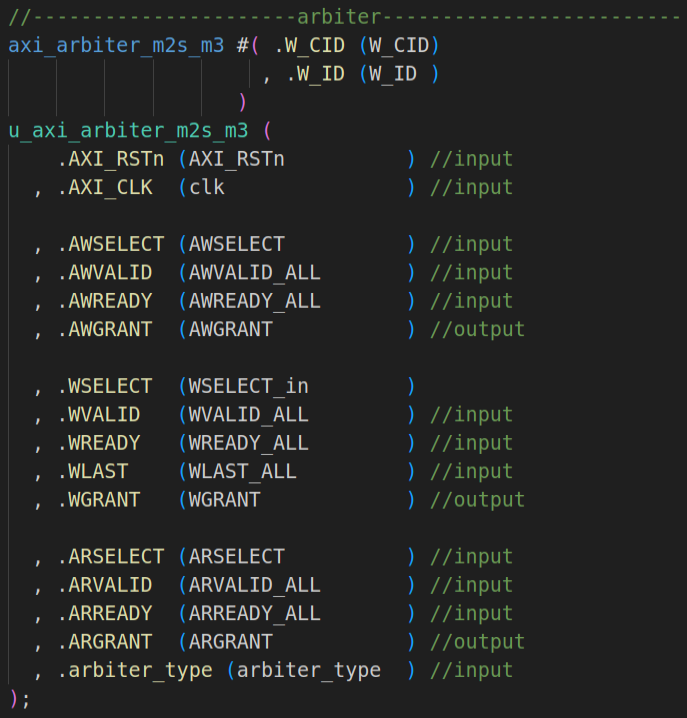 //----------------------arbiter-------------------------
axi_arbiter_m2s_m3 #( .W_CID (W_CID)
, .W_ID (W_ID )
)
u_axi_arbiter_m2s_m3 (
.AXI_RSTn (AXI_RSTn ) //input
, .AXI_CLK (clk ) //input
, .AWSELECT (AWSELECT ) //input
, .AWVALID (AWVALID_ALL ) //input
, .AWREADY (AWREADY_ALL ) //input
, .AWGRANT (AWGRANT ) //output
, .WSELECT (WSELECT_in )
, .WVALID (WVALID_ALL ) //input
, .WREADY (WREADY_ALL ) //input
, .WLAST (WLAST_ALL ) //input
, .WGRANT (WGRANT ) //output
, .ARSELECT (ARSELECT ) //input
, .ARVALID (ARVALID_ALL ) //input
, .ARREADY (ARREADY_ALL ) //input
, .ARGRANT (ARGRANT ) //output
, .arbiter_type (arbiter_type ) //input
);